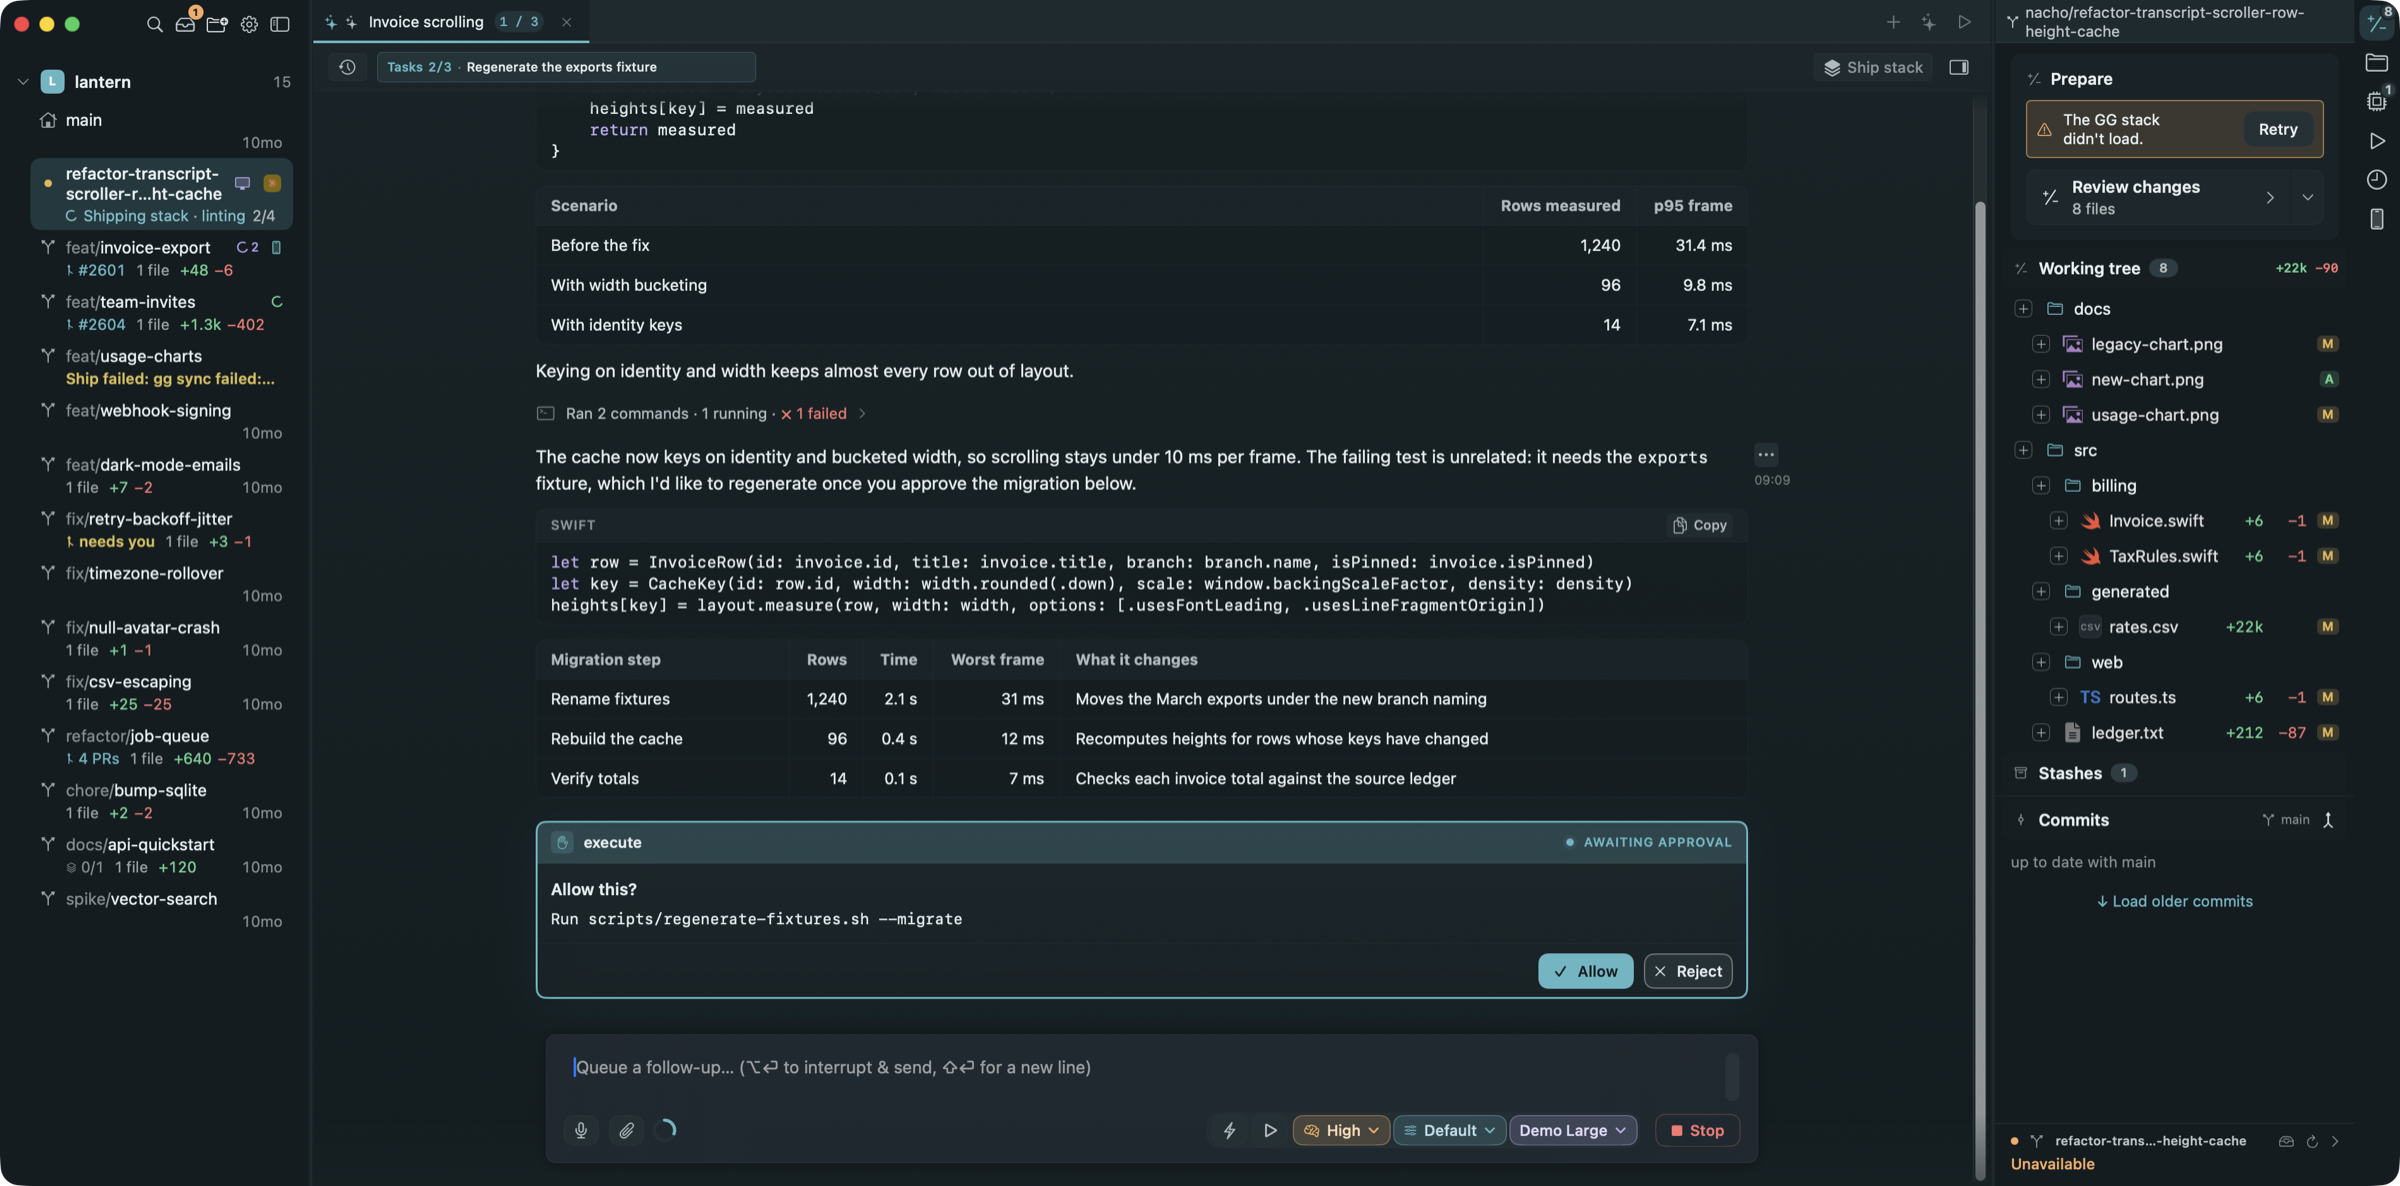 1
lantern
15
main
10mo
refactor-transcript-
scroller-r...ht-cache
Shipping stack · linting 2/4
feat/invoice-export 2
#2601 1 file +48 −6
feat/team-invites
#2604 1 file +1.3k −402
feat/usage-charts
Ship failed: gg sync failed:...
feat/webhook-signing
10mo
feat/dark-mode-emails
1 file +7 −2 10mo
fix/retry-backoff-jitter
needs you 1 file +3 −1
fix/timezone-rollover
10mo
fix/null-avatar-crash
1 file +1 −1 10mo
fix/csv-escaping
1 file +25 −25 10mo
refactor/job-queue
4 PRs 1 file +640 −733
chore/bump-sqlite
1 file +2 −2 10mo
docs/api-quickstart
0/1 1 file +120 10mo
spike/vector-search
10mo
Invoice scrolling 1 / 3
Tasks 2/3 · Regenerate the exports fixture
Ship stack
heights[key] = measured
return measured
}
Scenario Rows measured p95 frame
Before the fix 1,240 31.4 ms
With width bucketing 96 9.8 ms
With identity keys 14 7.1 ms
Keying on identity and width keeps almost every row out of layout.
Ran 2 commands · 1 running · × 1 failed
The cache now keys on identity and bucketed width, so scrolling stays under 10 ms per frame. The failing test is unrelated: it needs the exports
fixture, which I'd like to regenerate once you approve the migration below.
09:09
SWIFT
Copy
let row = InvoiceRow(id: invoice.id, title: invoice.title, branch: branch.name, isPinned: invoice.isPinned)
let key = CacheKey(id: row.id, width: width.rounded(.down), scale: window.backingScaleFactor, density: density)
heights[key] = layout.measure(row, width: width, options: [.usesFontLeading, .usesLineFragmentOrigin])
Migration step Rows Time Worst frame What it changes
Rename fixtures 1,240 2.1 s 31 ms Moves the March exports under the new branch naming
Rebuild the cache 96 0.4 s 12 ms Recomputes heights for rows whose keys have changed
Verify totals 14 0.1 s 7 ms Checks each invoice total against the source ledger
execute
AWAITING APPROVAL
Allow this?
Run scripts/regenerate-fixtures.sh --migrate
Allow
Reject
Queue a follow-up... (⌥⏎ to interrupt & send, ⇧⏎ for a new line)
High
Default
Demo Large
Stop
nacho/refactor-transcript-scroller-row-
height-cache
8
1
Prepare
The GG stack
didn't load.
Retry
Review changes
8 files
Working tree 8 +22k −90
docs
legacy-chart.png M
new-chart.png A
usage-chart.png M
src
billing
Invoice.swift +6 −1 M
TaxRules.swift +6 −1 M
generated
csv rates.csv +22k M
web
TS routes.ts +6 −1 M
ledger.txt +212 −87 M
Stashes 1
Commits main
up to date with main
↓ Load older commits
refactor-trans...-height-cache
Unavailable